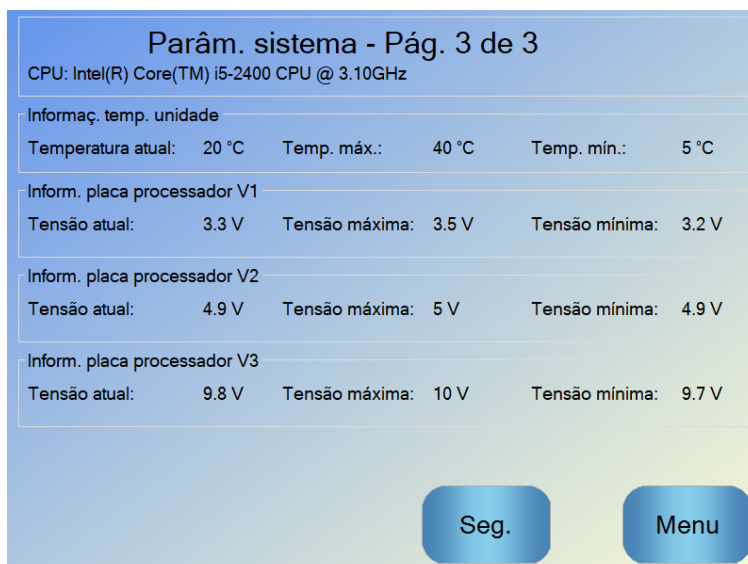 Parâm. sistema - Pág. 3 de 3
CPU: Intel(R) Core(TM) i5-2400 CPU @ 3.10GHz
Informaç. temp. unidade
Temperatura atual: 20 °C Temp. máx.: 40 °C Temp. mín.: 5 °C
Inform. placa processador V1
Tensão atual: 3.3 V Tensão máxima: 3.5 V Tensão mínima: 3.2 V
Inform. placa processador V2
Tensão atual: 4.9 V Tensão máxima: 5 V Tensão mínima: 4.9 V
Inform. placa processador V3
Tensão atual: 9.8 V Tensão máxima: 10 V Tensão mínima: 9.7 V
Seg. Menu